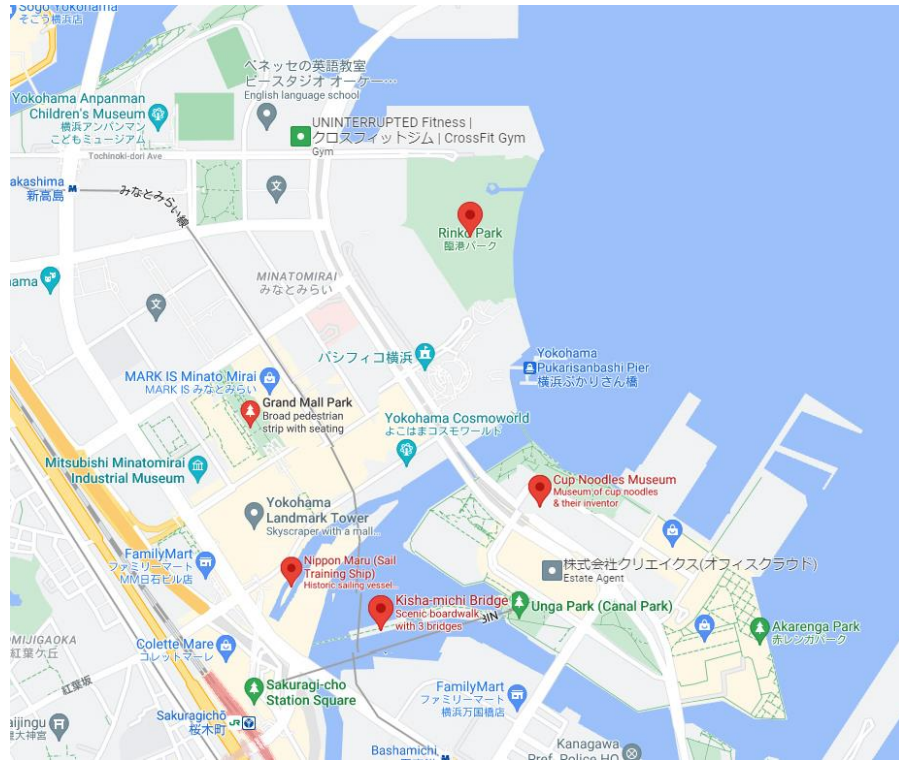 Sogo Yokohama
そごう横浜店
ベネッセの英語教室
ビースタジオ オーケー…
English language school
Yokohama Anpanman
Children's Museum
横浜アンパンマン
こどもミュージアム
UNINTERRUPTED Fitness |
クロスフィットジム | CrossFit Gym
Gym
Tochinoki-dori Ave
akashima
新高島
みなとみらい線
文
Rinko Park
臨港パーク
MINATOMIRAI
みなとみらい
ama
文
パシフィコ横浜
Yokohama
Pukarisanbashi Pier
横浜ぷかりさん橋
MARK IS Minato Mirai
MARK IS みなとみらい
Grand Mall Park
Broad pedestrian
strip with seating
Yokohama Cosmoworld
よこはまコスモワールド
Mitsubishi Minatomirai
Industrial Museum
Cup Noodles Museum
Museum of cup noodles
& their inventor
Yokohama
Landmark Tower
Skyscraper with a mall...
FamilyMart
ファミリーマート
MM日石ビル店
Nippon Maru (Sail
Training Ship)
Historic sailing vessel...
株式会社クリエイクス(オフィスクラウド)
Estate Agent
Kisha-michi Bridge
Scenic boardwalk
with 3 bridges
NIP
Unga Park (Canal Park)
Akarenga Park
赤レンガパーク
OMIJIGAOKA
紅葉ケ丘
Colette Mare
コレットマーレ
紅葉坂
Sakuragi-cho
Station Square
FamilyMart
ファミリーマート
横浜万国橋店
Sakuragichō
桜木町
JR
aijingu
大神宮
Bashamichi
Kanagawa
Pref. Police HQ